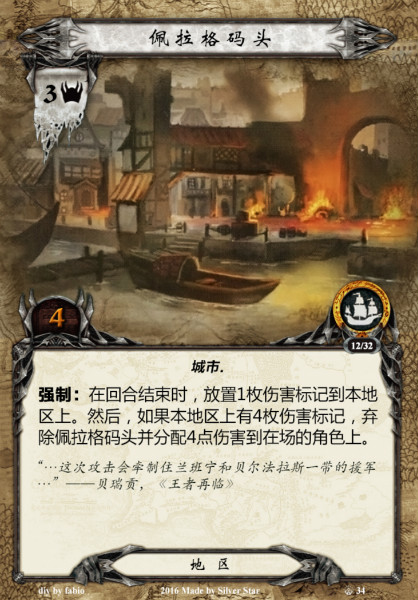 佩拉格码头
3
4
12/32
城市.
强制：在回合结束时，放置1枚伤害标记到本地
区上。然后，如果本地区上有4枚伤害标记，弃
除佩拉格码头并分配4点伤害到在场的角色上。
“…这次攻击会牵制住兰班宁和贝尔法拉斯一带的援军
…”——贝瑞贡，《王者再临》
地区
diy by fabio
2016 Made by Silver Star
34